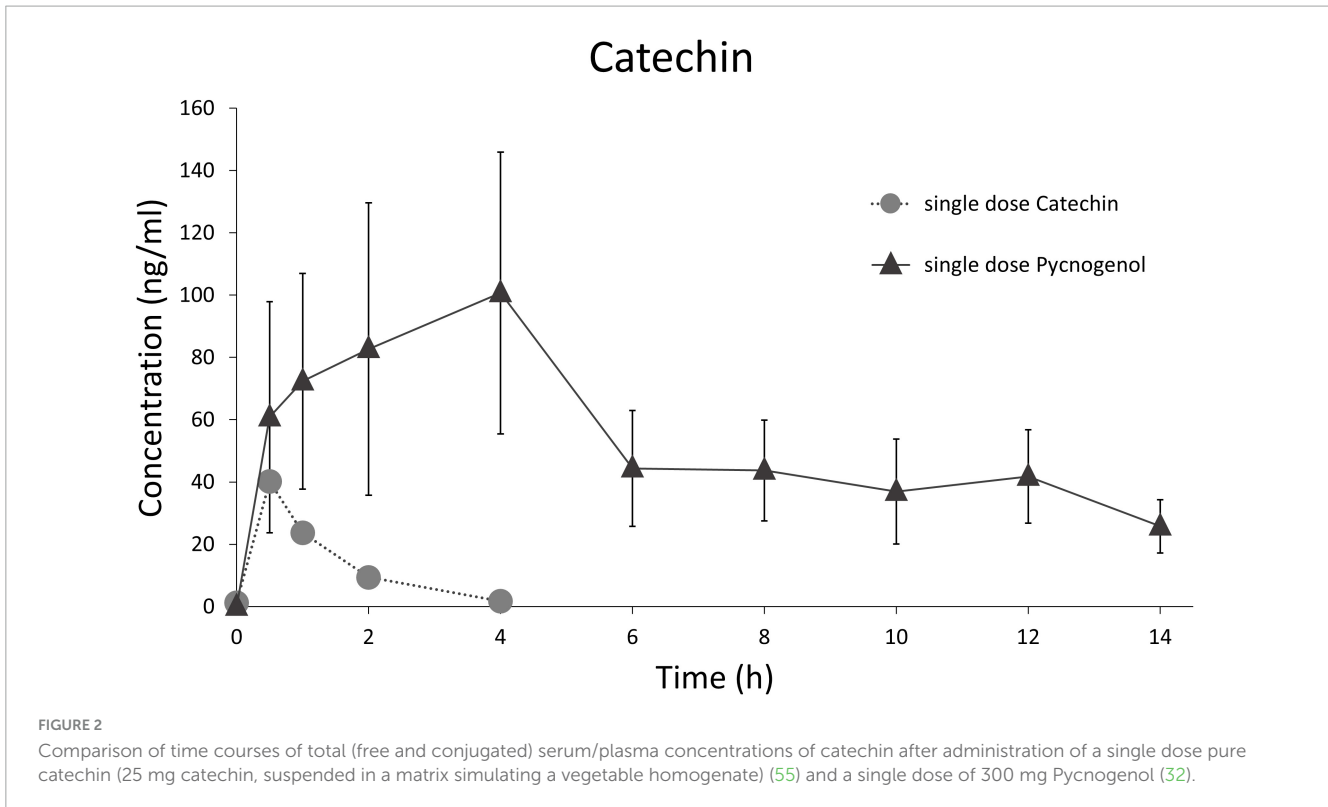 Catechin
160
140
120
100
80
60
40
20
0
Concentration (ng/ml)
single dose Catechin
single dose Pycnogenol
0 2 4 6 8 10 12 14
Time (h)
FIGURE 2
Comparison of time courses of total (free and conjugated) serum/plasma concentrations of catechin after administration of a single dose pure
catechin (25 mg catechin, suspended in a matrix simulating a vegetable homogenate) (55) and a single dose of 300 mg Pycnogenol (32).